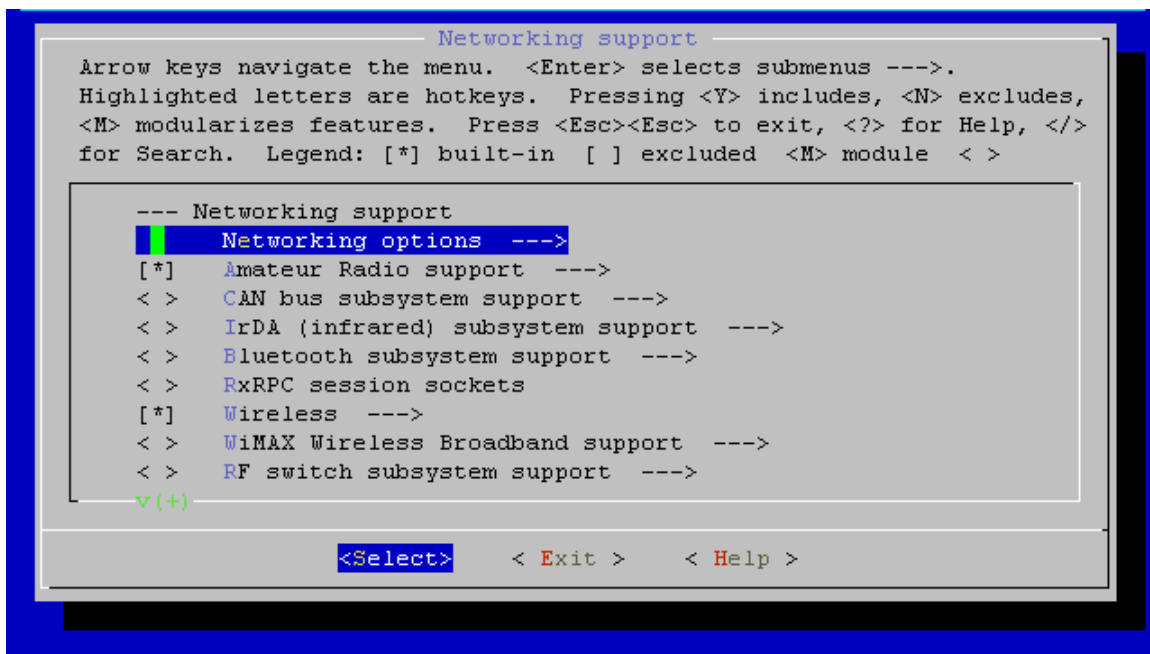 Networking support
Arrow keys navigate the menu.  <Enter> selects submenus --->.
Highlighted letters are hotkeys.  Pressing <Y> includes, <N> excludes,
<M> modularizes features.  Press <Esc><Esc> to exit, <?> for Help, </>
for Search.  Legend: [*] built-in  [ ] excluded  <M> module  < >
--- Networking support
Networking options  --->
[*]   Amateur Radio support  --->
< >   CAN bus subsystem support  --->
< >   IrDA (infrared) subsystem support  --->
< >   Bluetooth subsystem support  --->
< >   RxRPC session sockets
[*]   Wireless  --->
< >   WiMAX Wireless Broadband support  --->
< >   RF switch subsystem support  --->
v(+)
<Select>    < Exit >    < Help >